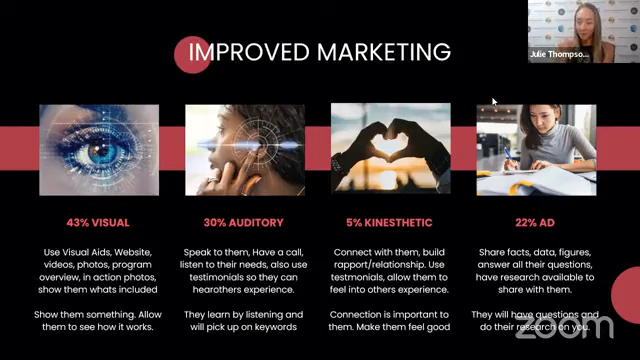 Julie Thompso...
IMPROVED MARKETING
43% VISUAL
Use Visual Aids, Website,
videos, photos, program
overview, in action photos,
show them whats included
Show them something. Allow
them to see how it works.
30% AUDITORY
Speak to them, Have a call,
listen to their needs, also use
testimonials so they can
hearothers experience.
They learn by listening and
will pick up on keywords
5% KINESTHETIC
Connect with them, build
rapport/relationship. Use
testmonials, allow them to
feel into others experience.
Connection is important to
them. Make them feel good
22% AD
Share facts, data, figures,
answer all their questions,
have research available to
share with them.
They will have questions and
do their research on you.
zoom